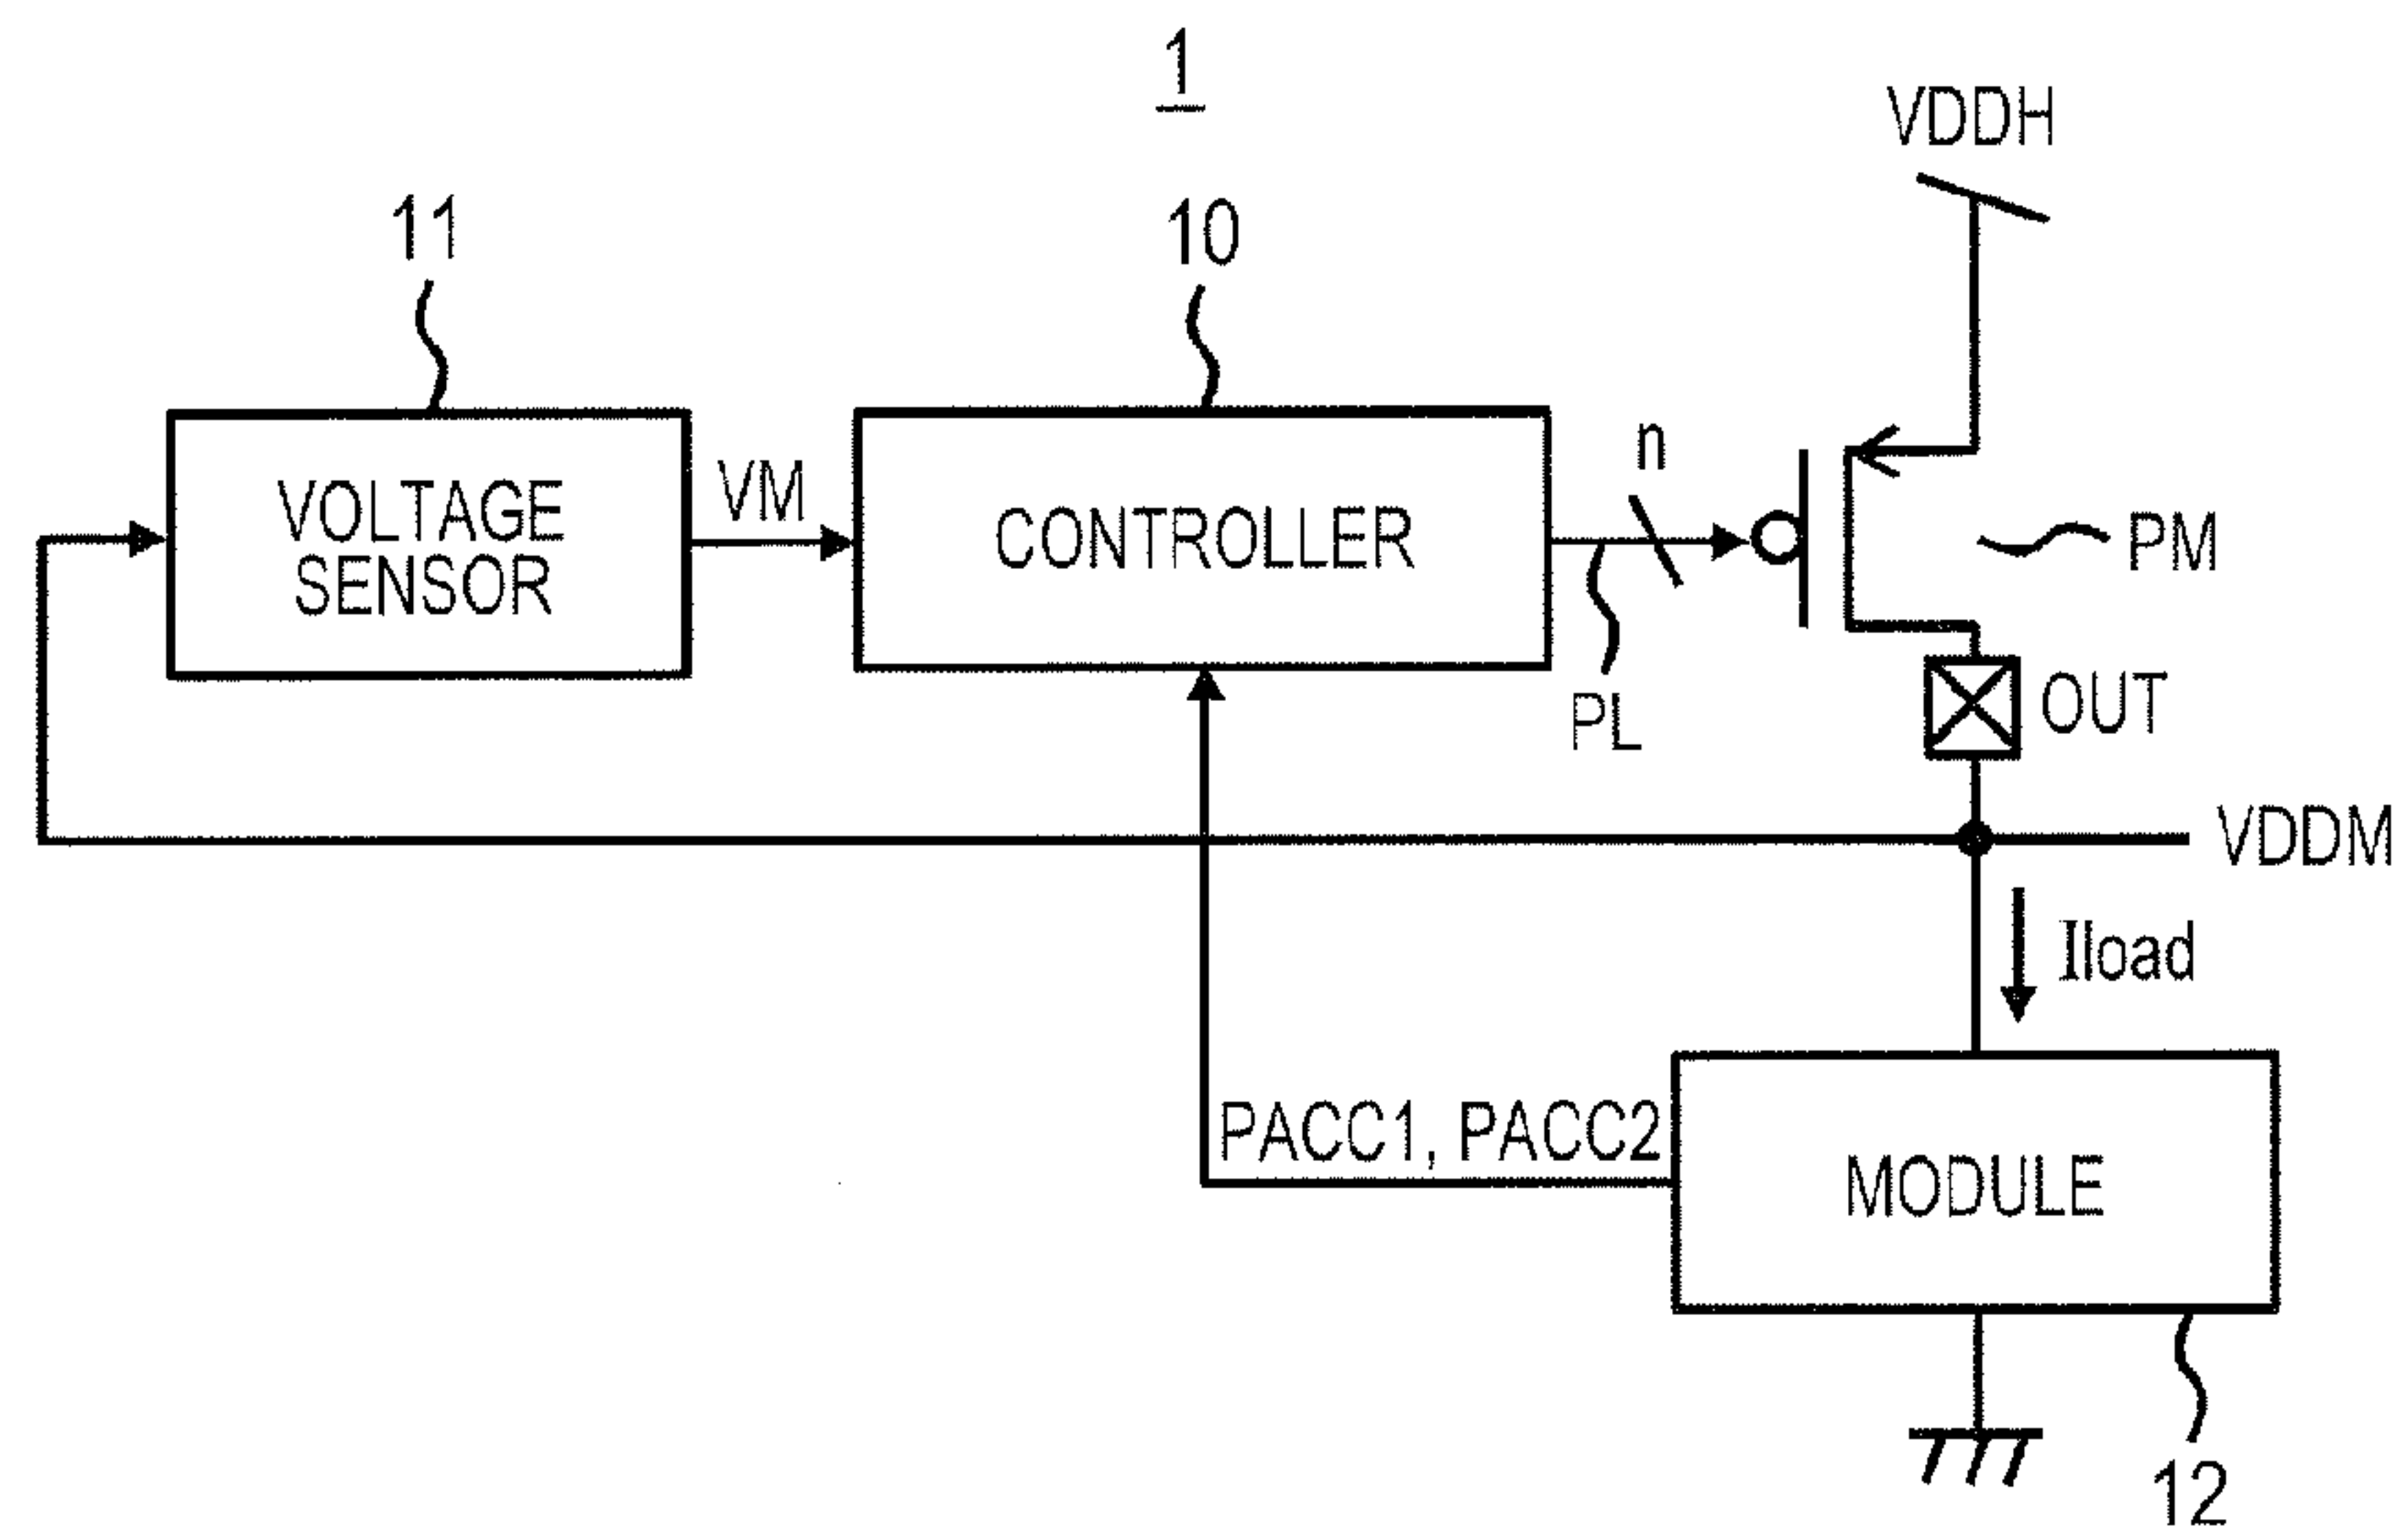 1
VDDH
11
10
VOLTAGE
SENSOR
VM
CONTROLLER
n
PL
PM
OUT
VDDM
Iload
PACC1, PACC2
MODULE
12